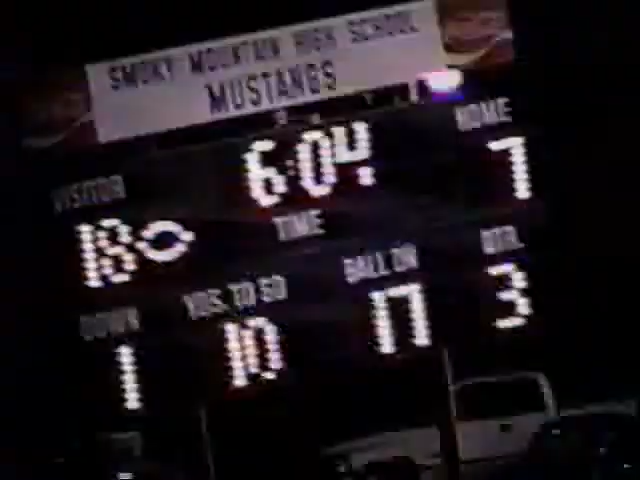 SMOKY MOUNTAIN HIGH SCHOOL
MUSTANGS
VISITOR
6:04
HOME
18
TIME
7
DOWN
YDS. TO GO
BALL ON
QTR.
1
10
17
3